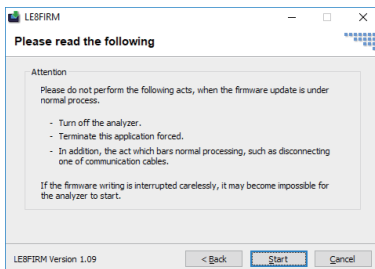 LE8FIRM
Please read the following
Attention
Please do not perform the following acts, when the firmware update is under
normal process.
- Turn off the analyzer.
- Terminate this application forced.
- In addition, the act which bars normal processing, such as disconnecting
one of communication cables.
If the firmware writing is interrupted carelessly, it may become impossible for
the analyzer to start.
LE8FIRM Version 1.09
< Back
Start
Cancel